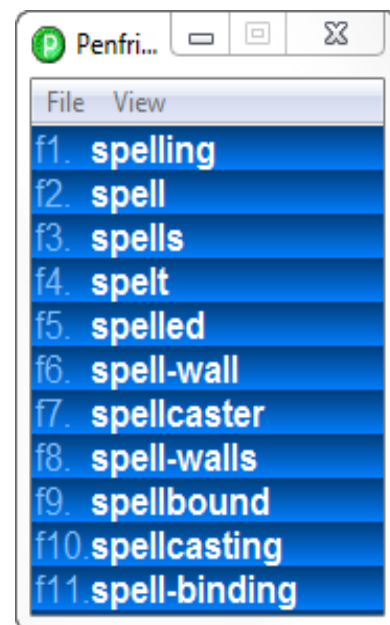 Penfri...
File View
f1. spelling
f2. spell
f3. spells
f4. spelt
f5. spelled
f6. spell-wall
f7. spellcaster
f8. spell-walls
f9. spellbound
f10.spellcasting
f11.spell-binding